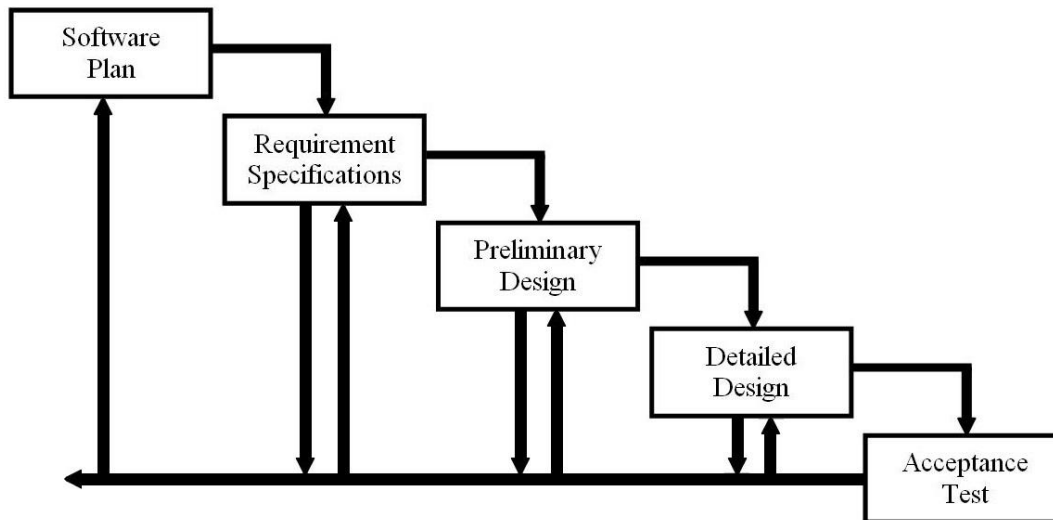 Software
Plan
Requirement
Specifications
Preliminary
Design
Detailed
Design
Acceptance
Test